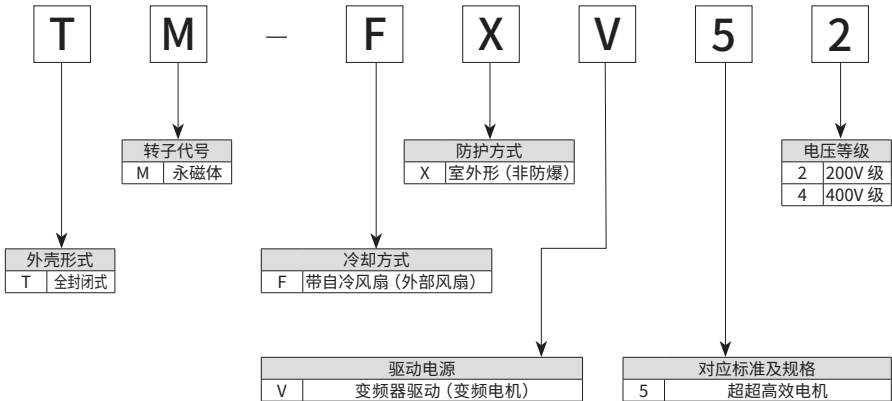 T M - F X V 5 2
转子代号
M 永磁体
防护方式
X 室外形(非防爆)
电压等级
2 200V 级
4 400V 级
外壳形式
T 全封闭式
冷却方式
F 带自冷风扇(外部风扇)
驱动电源
V 变频器驱动(变频电机)
对应标准及规格
5 超超高效电机